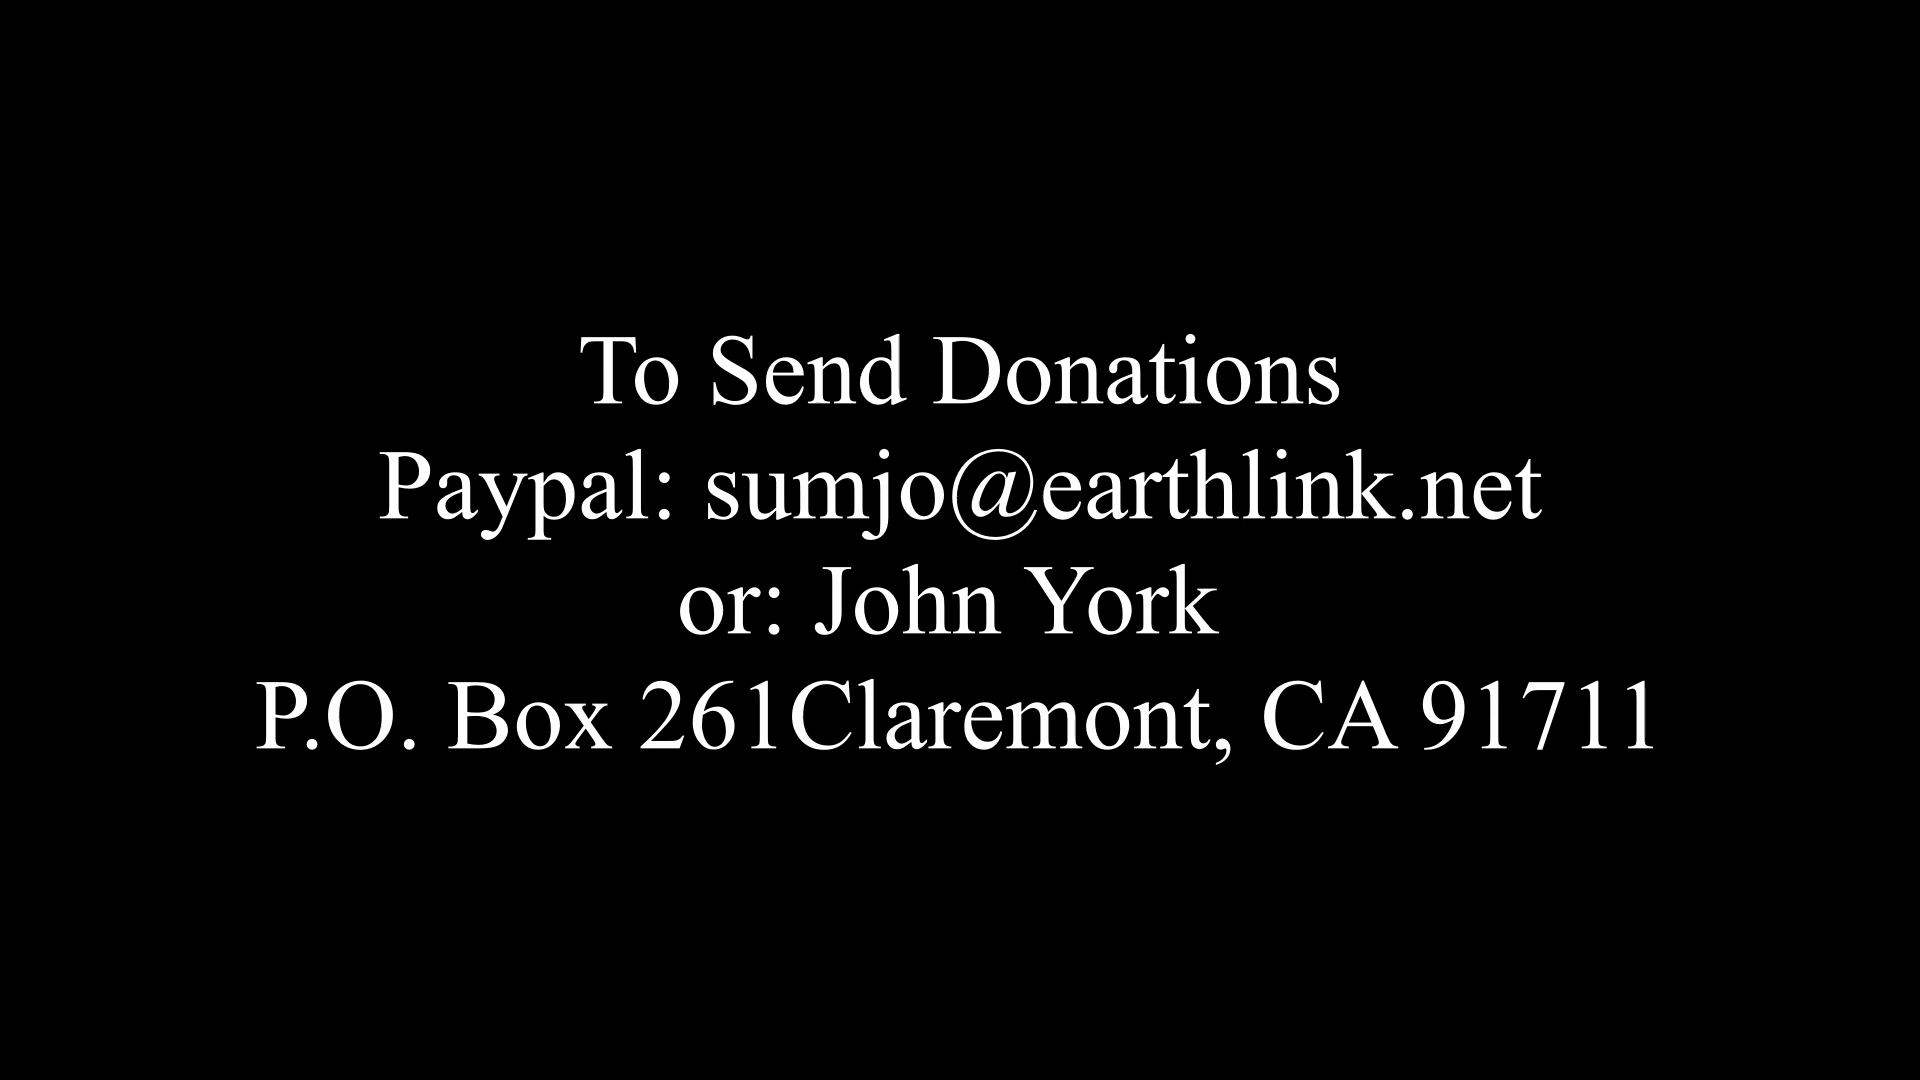 To Send Donations
Paypal: sumjo@earthlink.net
or: John York
P.O. Box 261Claremont, CA 91711